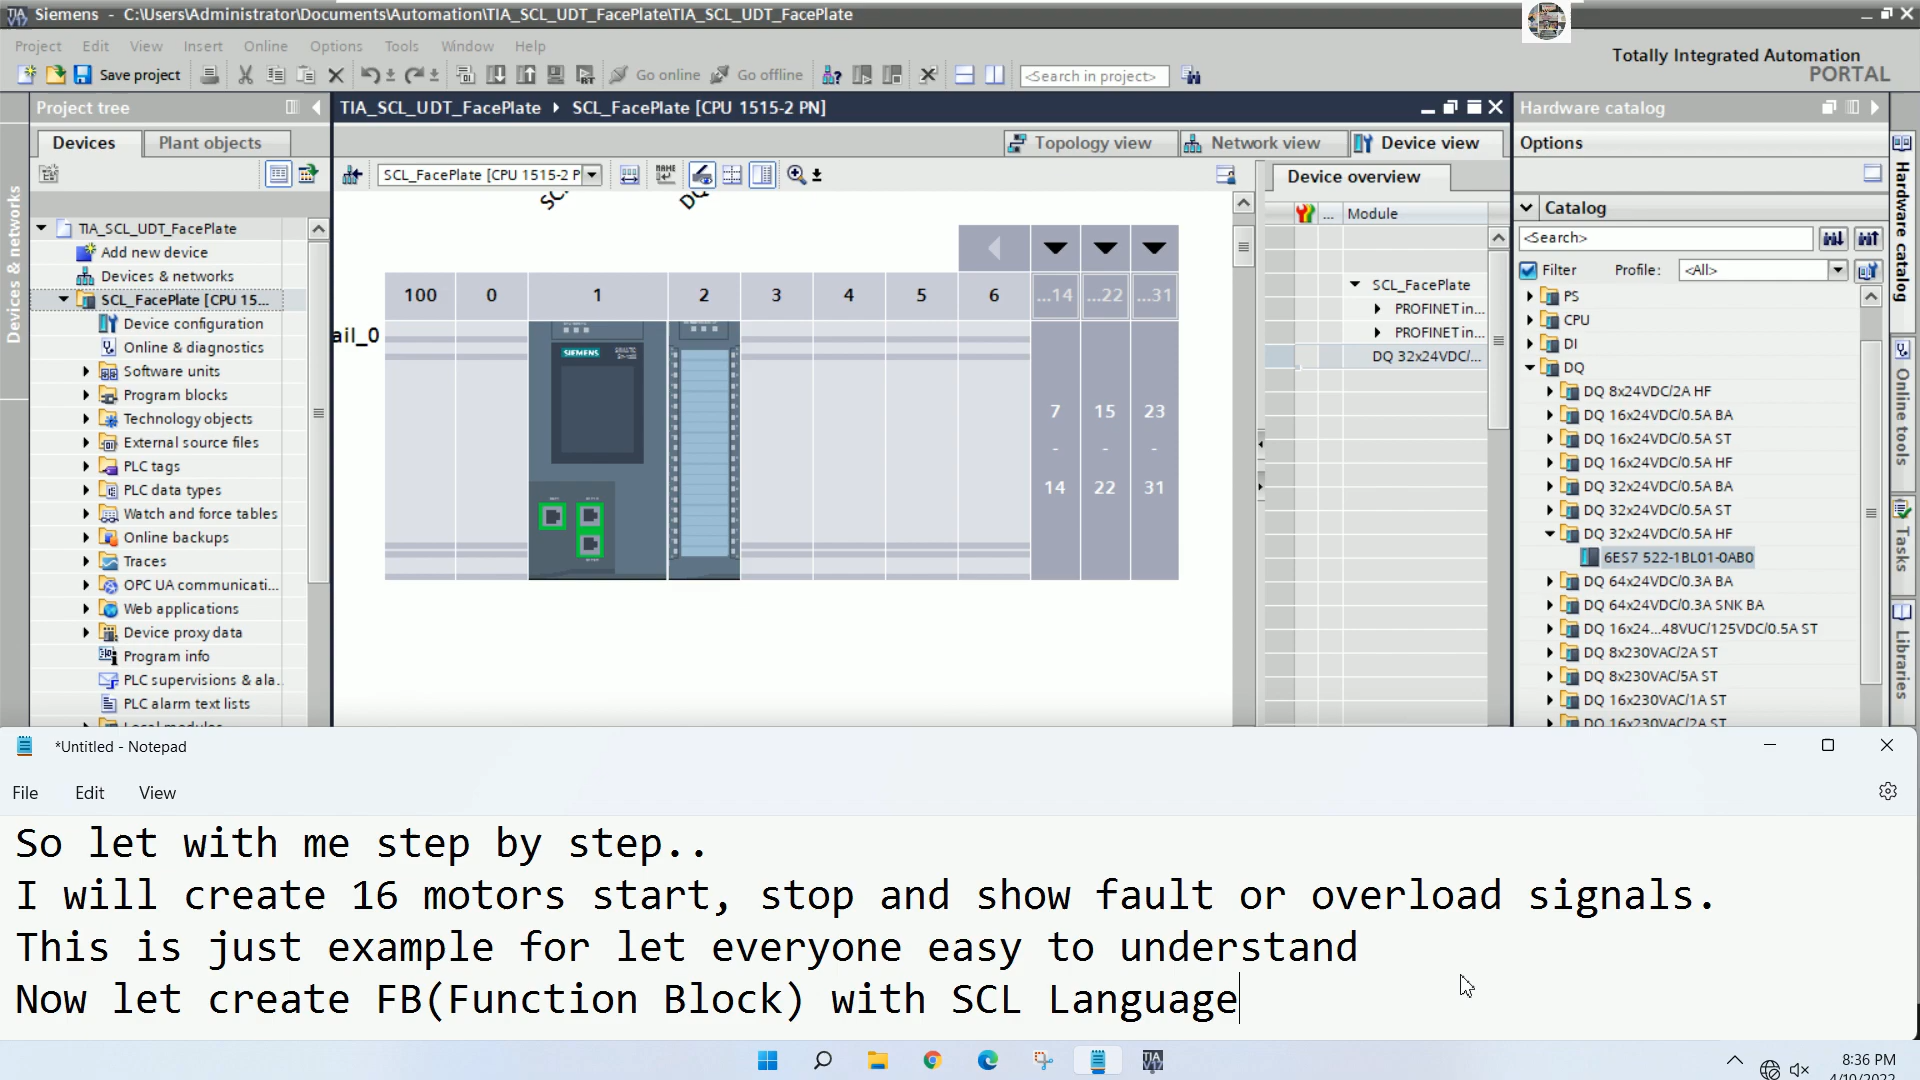 Siemens - C:\Users\Administrator\Documents\Automation\TIA_SCL_UDT_FacePlate\TIA_SCL_UDT_FacePlate
Project Edit View Insert Online Options Tools Window Help
Totally Integrated Automation
PORTAL
Save project
Go online
Go offline
<Search in project>
Project tree
TIA_SCL_UDT_FacePlate
SCL_FacePlate [CPU 1515-2 PN]
Hardware catalog
Devices
Plant objects
Topology view
Network view
Device view
Options
SCL_FacePlate [CPU 1515-2 P
Device overview
... Module
Devices & networks
TIA_SCL_UDT_FacePlate
Add new device
Devices & networks
SCL_FacePlate [CPU 15...
Device configuration
Online & diagnostics
Software units
Program blocks
Technology objects
External source files
PLC tags
PLC data types
Watch and force tables
Online backups
Traces
OPC UA communicati...
Web applications
Device proxy data
Program info
PLC supervisions & ala.
PLC alarm text lists
100 0 1 2 3 4 5 6 ...14 ...22 ...31
ail_0
SIEMENS
7 15 23
- - -
14 22 31
SCL_FacePlate
PROFINET in...
PROFINET in...
DQ 32x24VDC/...
Catalog
<Search>
Filter Profile: <All>
PS
CPU
DI
DQ
DQ 8x24VDC/2A HF
DQ 16x24VDC/0.5A BA
DQ 16x24VDC/0.5A ST
DQ 16x24VDC/0.5A HF
DQ 32x24VDC/0.5A BA
DQ 32x24VDC/0.5A ST
DQ 32x24VDC/0.5A HF
6ES7 522-1BL01-0AB0
DQ 64x24VDC/0.3A BA
DQ 64x24VDC/0.3A SNK BA
DQ 16x24...48VUC/125VDC/0.5A ST
DQ 8x230VAC/2A ST
DQ 8x230VAC/5A ST
DQ 16x230VAC/1A ST
DQ 16x230VAC/2A ST
Hardware catalog
Online tools
Tasks
Libraries
*Untitled - Notepad
File Edit View
So let with me step by step..
I will create 16 motors start, stop and show fault or overload signals.
This is just example for let everyone easy to understand
Now let create FB(Function Block) with SCL Language
8:36 PM
4/10/2022